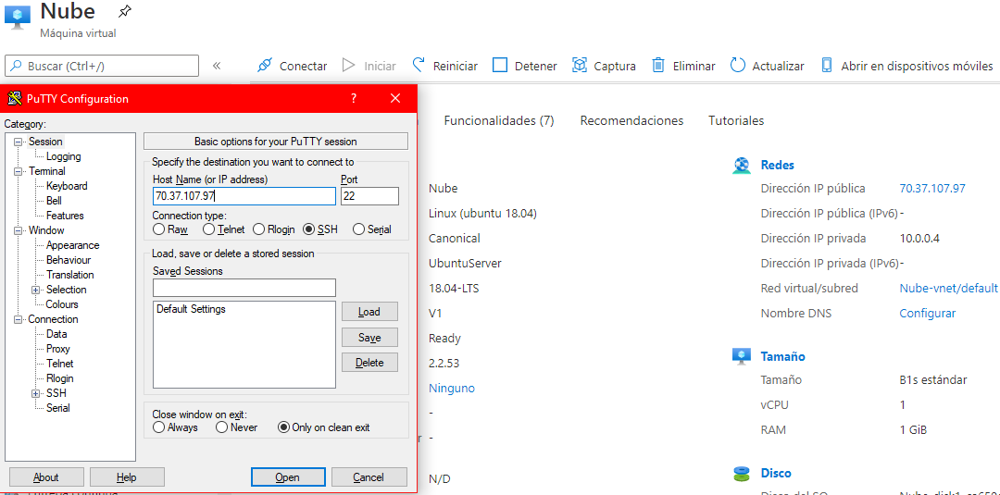 Nube
Máquina virtual
Buscar (Ctrl+/)
«
Conectar
Iniciar
Reiniciar
Detener
Captura
Eliminar
Actualizar
Abrir en dispositivos móviles
PuTTY Configuration
?
Category:
Session
Logging
Terminal
Keyboard
Bell
Features
Window
Appearance
Behaviour
Translation
Selection
Colours
Connection
Data
Proxy
Telnet
Rlogin
SSH
Serial
Basic options for your PuTTY session
Specify the destination you want to connect to
Host Name (or IP address) Port
70.37.107.97 22
Connection type:
Raw Telnet Rlogin SSH Serial
Load, save or delete a stored session
Saved Sessions
Default Settings
Load
Save
Delete
Close window on exit:
Always Never Only on clean exit
About Help Open Cancel
Funcionalidades (7) Recomendaciones Tutoriales
Nube
Linux (ubuntu 18.04)
Canonical
UbuntuServer
18.04-LTS
V1
Ready
2.2.53
Ninguno
-
-
N/D
Redes
Dirección IP pública 70.37.107.97
Dirección IP pública (IPv6) -
Dirección IP privada 10.0.0.4
Dirección IP privada (IPv6) -
Red virtual/subred Nube-vnet/default
Nombre DNS Configurar
Tamaño
Tamaño B1s estándar
vCPU 1
RAM 1 GiB
Disco